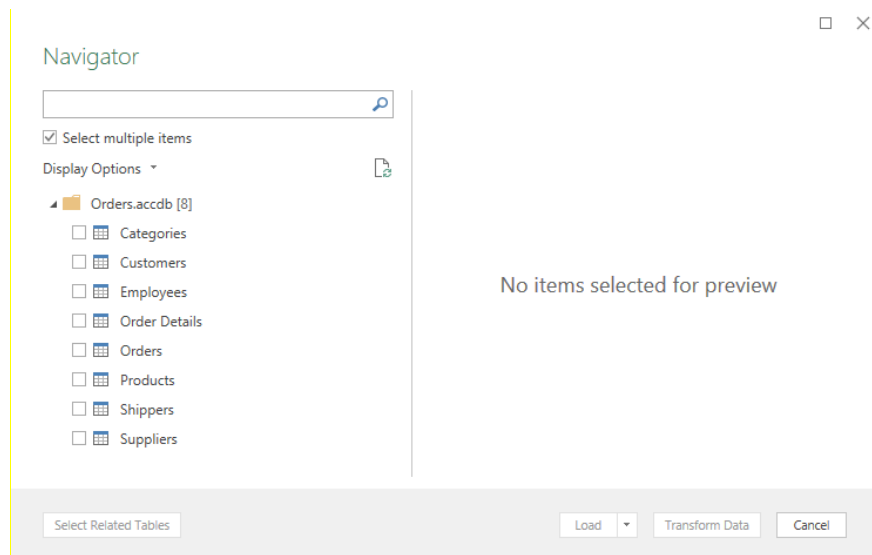 Navigator
Select multiple items
Display Options
Orders.accdb [8]
Categories
Customers
Employees
Order Details
Orders
Products
Shippers
Suppliers
No items selected for preview
Select Related Tables
Load
Transform Data
Cancel